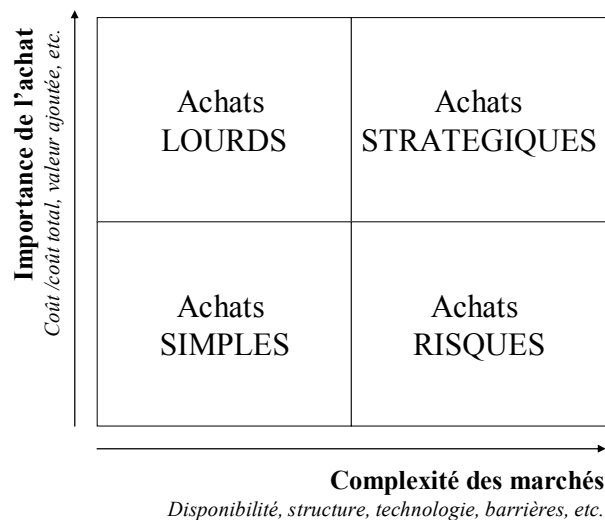 Importance de l'achat
Coût /coût total, valeur ajoutée, etc.
Achats
LOURDS
Achats
STRATEGIQUES
Achats
SIMPLES
Achats
RISQUES
Complexité des marchés
Disponibilité, structure, technologie, barrières, etc.